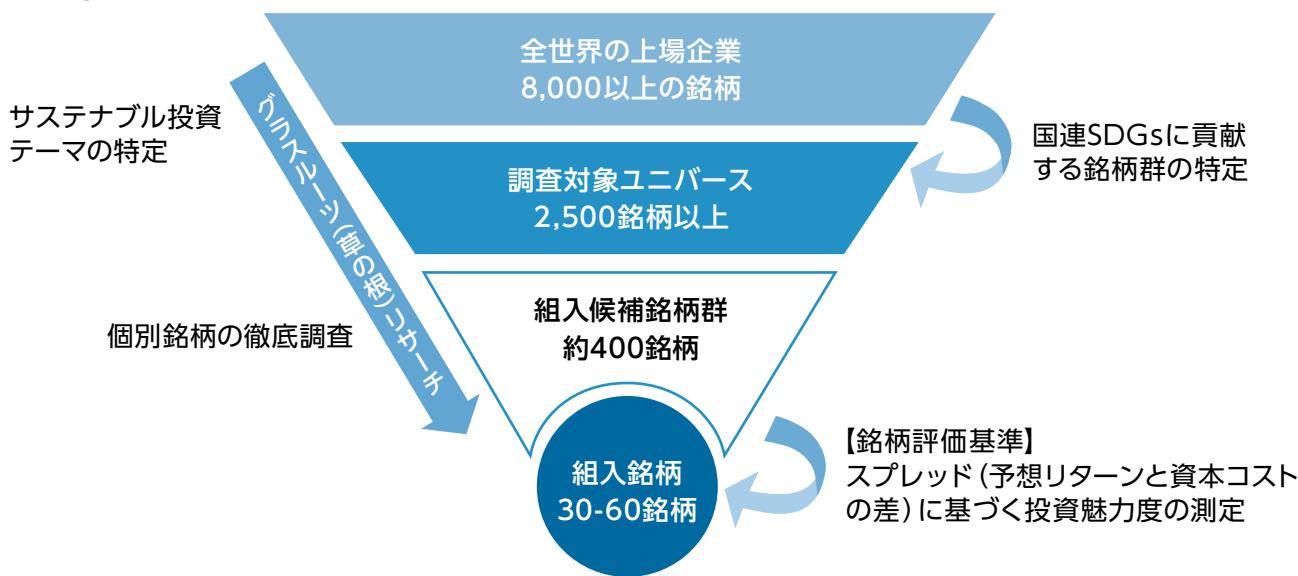 全世界の上場企業
8,000以上の銘柄
サステナブル投資
テーマの特定
グラスルーツ(草の根)リサーチ
国連SDGsに貢献
する銘柄群の特定
調査対象ユニバース
2,500銘柄以上
組入候補銘柄群
約400銘柄
個別銘柄の徹底調査
【銘柄評価基準】
スプレッド(予想リターンと資本コスト
の差)に基づく投資魅力度の測定
組入銘柄
30-60銘柄